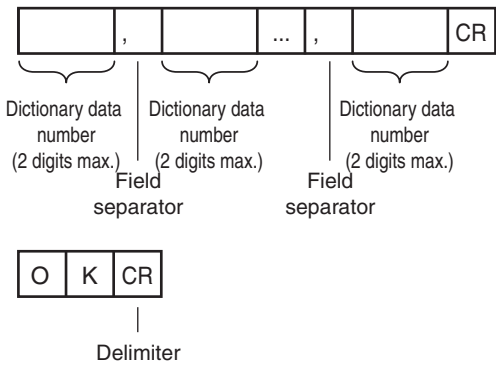 , ... , CR
Dictionary data Dictionary data Dictionary data
number number number
(2 digits max.) (2 digits max.) (2 digits max.)
Field Field
separator separator
O K CR
Delimiter